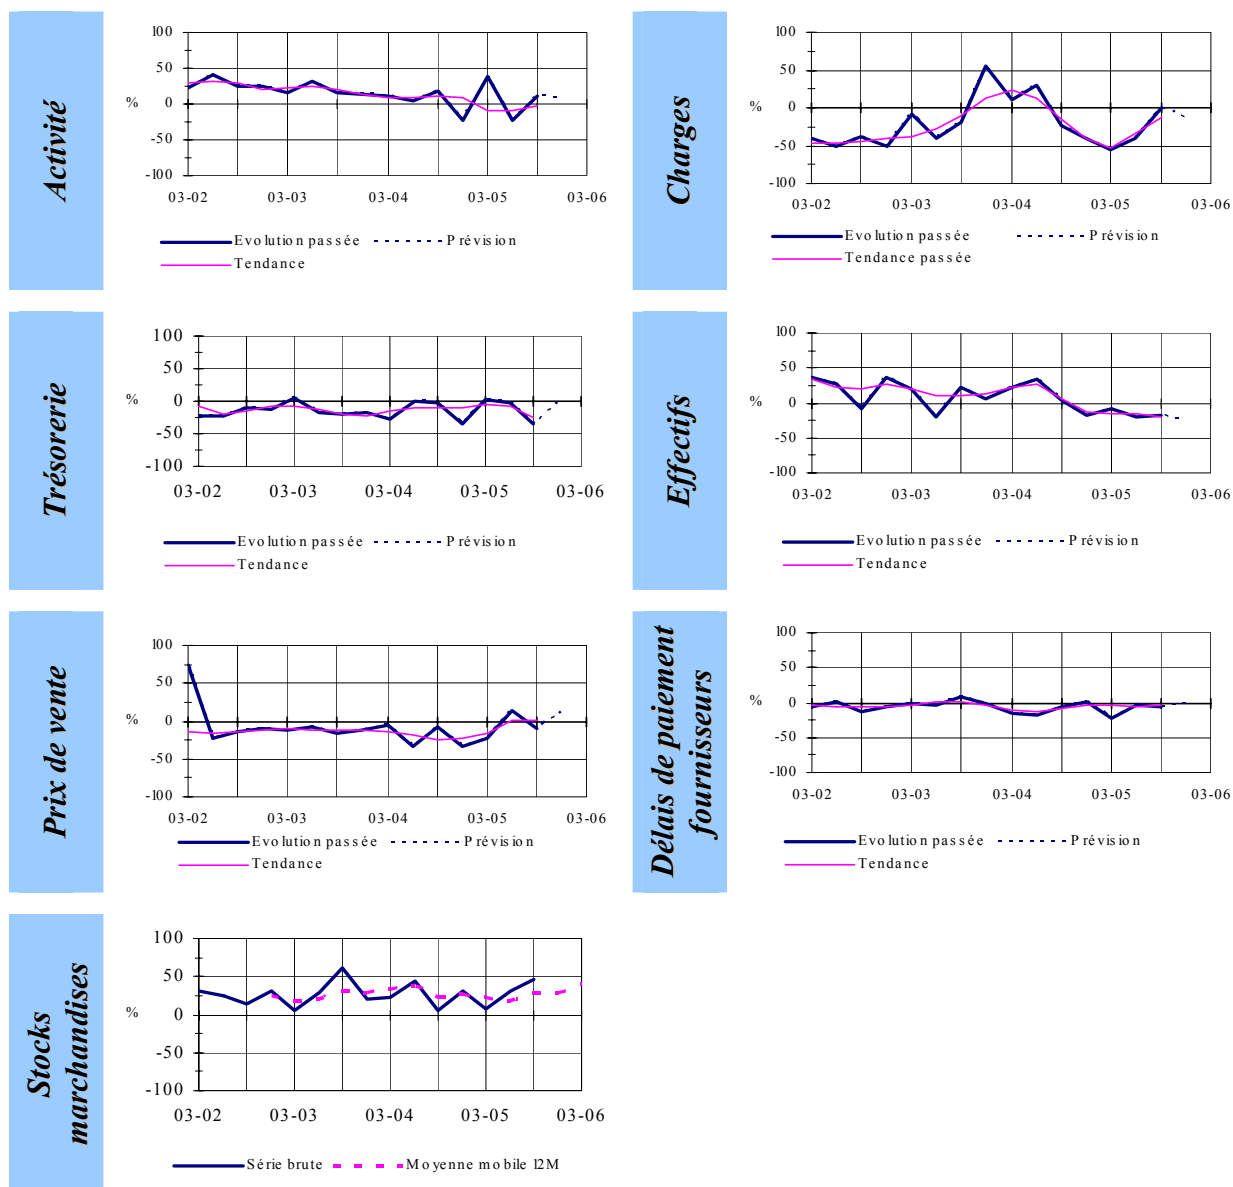 Activité
100
50
%
0
-50
-100
03-02 03-03 03-04 03-05 03-06
Evolution passée Prévision
Tendance
Charges
100
50
%
0
-50
-100
03-02 03-03 03-04 03-05 03-06
Evolution passée Prévision
Tendance passée
Trésorerie
100
50
%
0
-50
-100
03-02 03-03 03-04 03-05 03-06
Evolution passée Prévision
Tendance
Effectifs
100
50
%
0
-50
-100
03-02 03-03 03-04 03-05 03-06
Evolution passée Prévision
Tendance
Prix de vente
100
50
%
0
-50
-100
03-02 03-03 03-04 03-05 03-06
Evolution passée Prévision
Tendance
Délais de paiement
fournisseurs
100
50
%
0
-50
-100
03-02 03-03 03-04 03-05 03-06
Evolution passée Prévision
Tendance
Stocks
marchandises
100
50
%
0
-50
-100
03-02 03-03 03-04 03-05 03-06
Série brute Moyenne mobile 12M